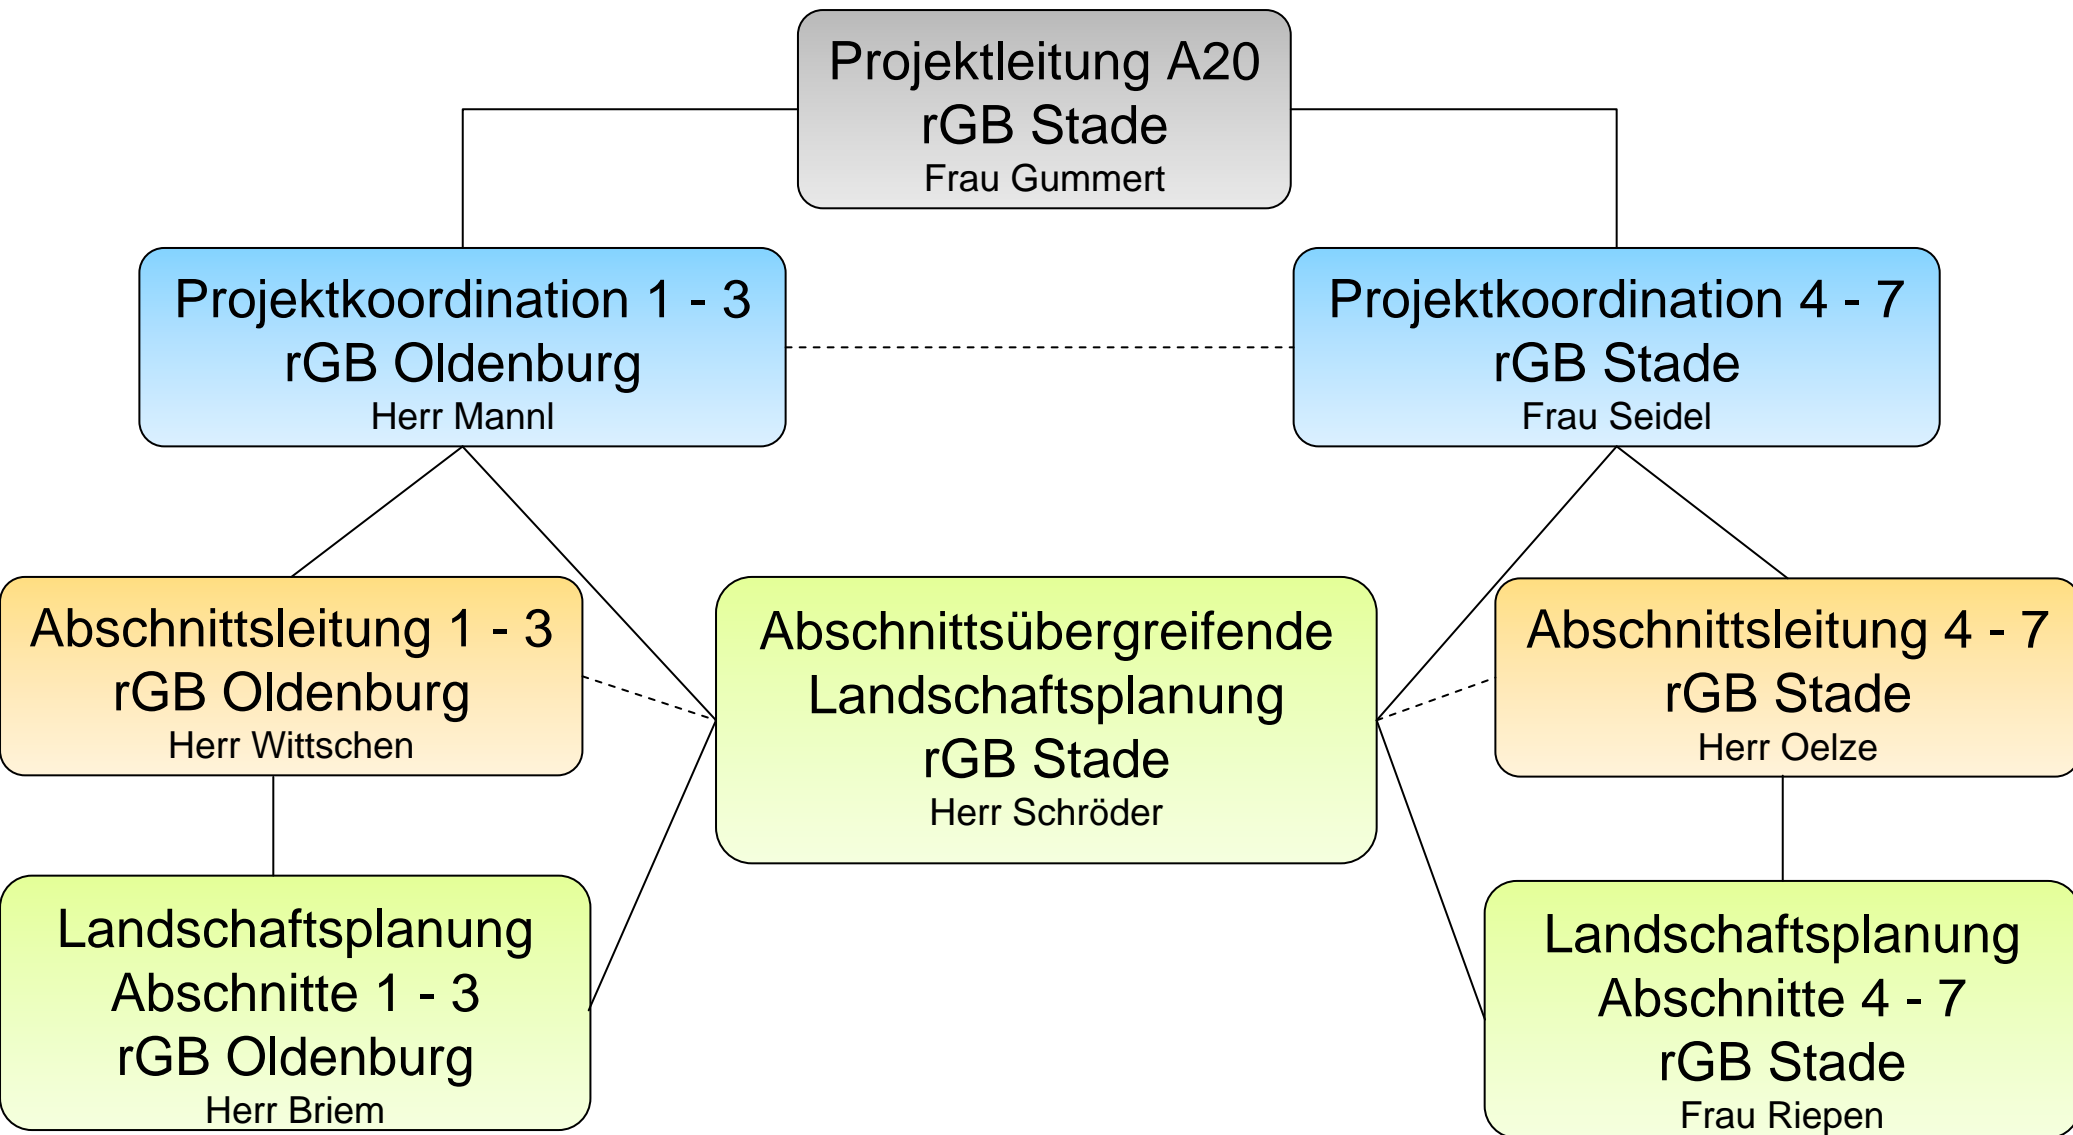 Projektleitung A20
rGB Stade
Frau Gummert
Projektkoordination 1 - 3
rGB Oldenburg
Herr Mannl
Projektkoordination 4 - 7
rGB Stade
Frau Seidel
Abschnittsleitung 1 - 3
rGB Oldenburg
Herr Wittschen
Abschnittsübergreifende
Landschaftsplanung
rGB Stade
Herr Schröder
Abschnittsleitung 4 - 7
rGB Stade
Herr Oelze
Landschaftsplanung
Abschnitte 1 - 3
rGB Oldenburg
Herr Briem
Landschaftsplanung
Abschnitte 4 - 7
rGB Stade
Frau Riepen